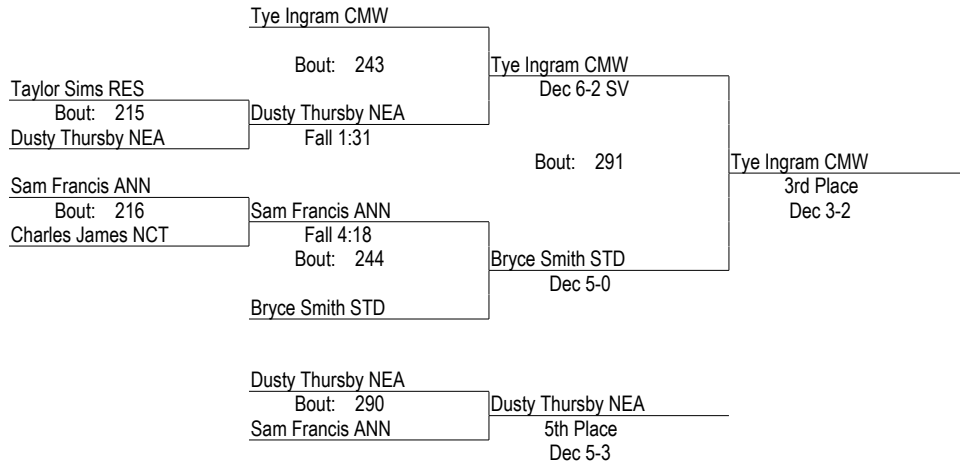 Tye Ingram CMW
Bout: 243
Tye Ingram CMW
Dec 6-2 SV
Taylor Sims RES
Bout: 215
Dusty Thursby NEA
Dusty Thursby NEA
Fall 1:31
Bout: 291
Tye Ingram CMW
3rd Place
Dec 3-2
Sam Francis ANN
Bout: 216
Charles James NCT
Sam Francis ANN
Fall 4:18
Bout: 244
Bryce Smith STD
Dec 5-0
Bryce Smith STD
Dusty Thursby NEA
Bout: 290
Sam Francis ANN
Dusty Thursby NEA
5th Place
Dec 5-3